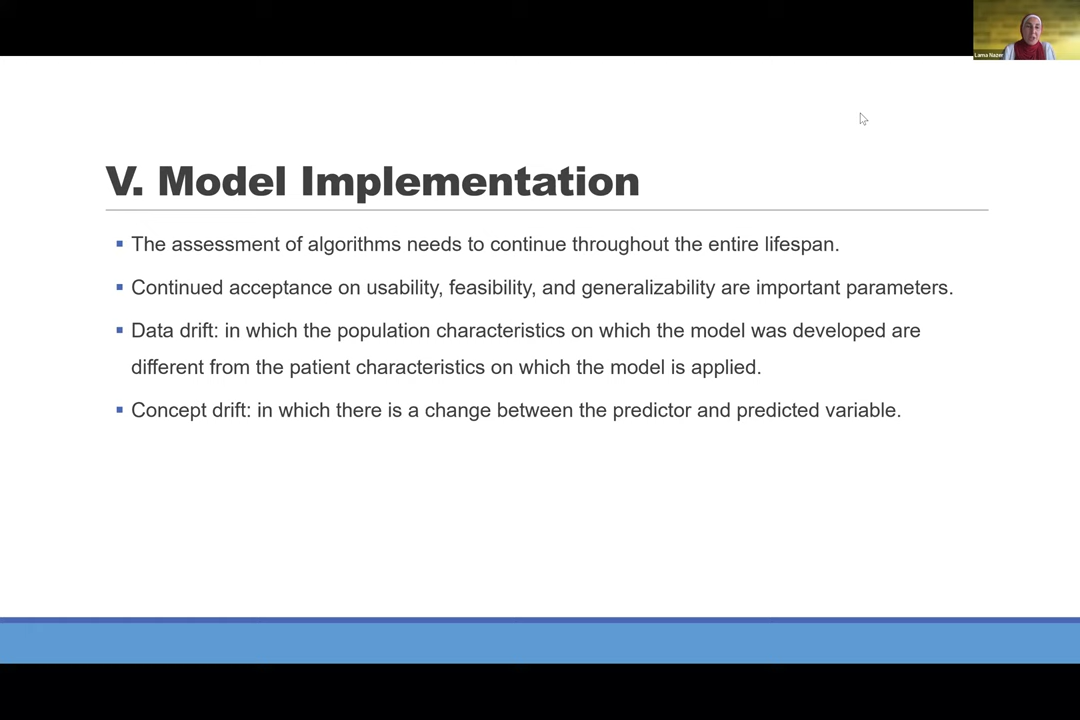 Lama Nazer
V. Model Implementation
The assessment of algorithms needs to continue throughout the entire lifespan.
Continued acceptance on usability, feasibility, and generalizability are important parameters.
Data drift: in which the population characteristics on which the model was developed are
different from the patient characteristics on which the model is applied.
Concept drift: in which there is a change between the predictor and predicted variable.